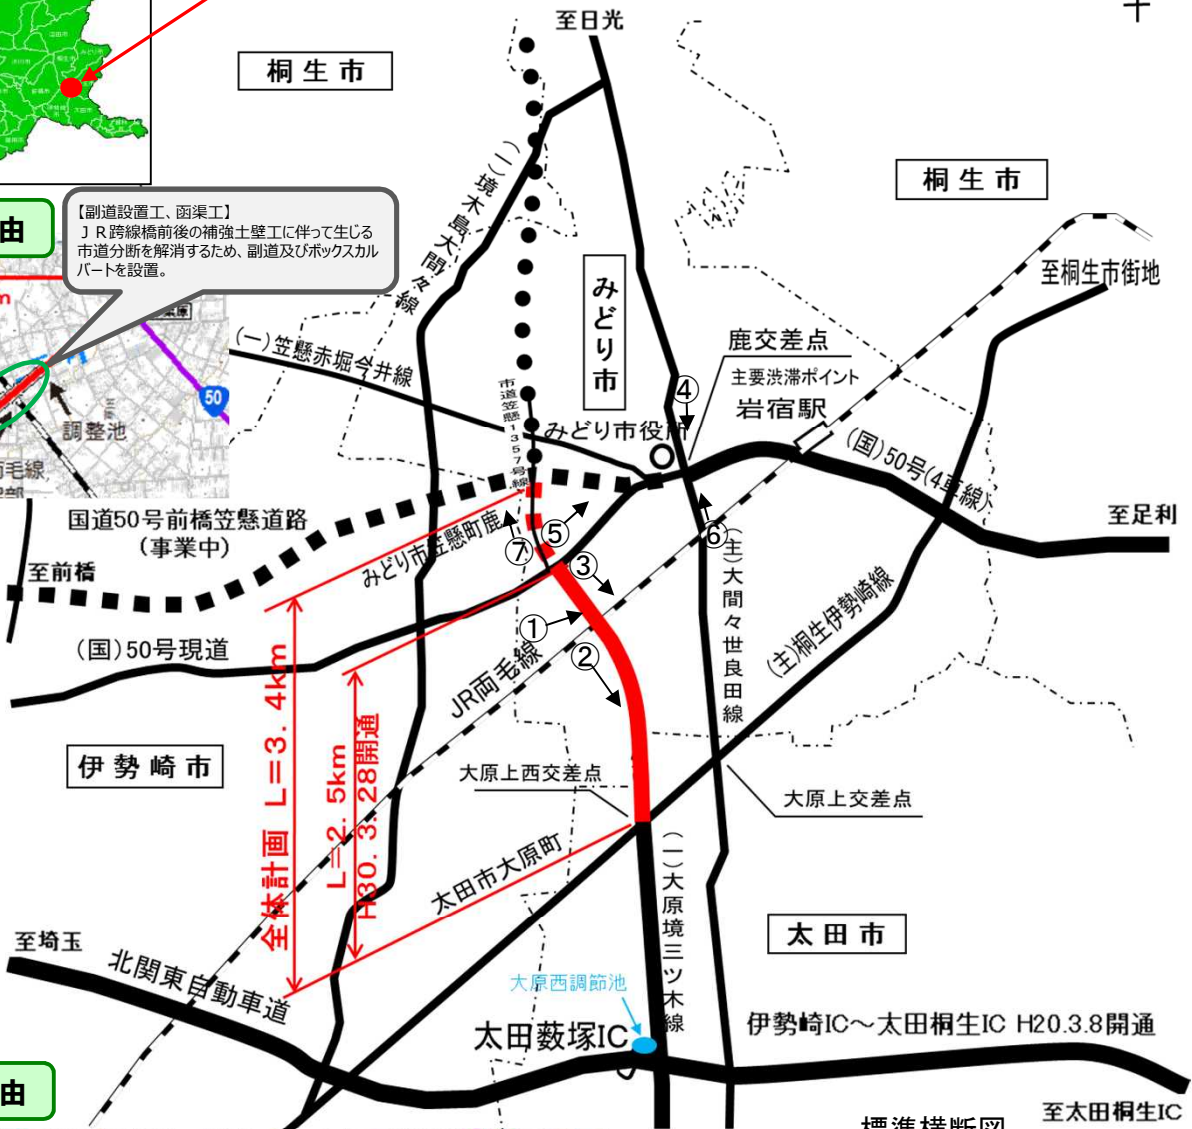 至日光
桐生市
桐生市
由
【副道設置工、函渠工】
ＪＲ跨線橋前後の補強土壁工に伴って生じる
市道分断を解消するため、副道及びボックスカル
バートを設置。
(一)境木島大間々線
みどり市
至桐生市街地
鹿交差点
主要渋滞ポイント
岩宿駅
(一)笠懸赤堀今井線
50
調整池
市道笠懸1357号線
みどり市役所
④
(国)50号(4車線)
至足利
国道50号前橋笠懸道路
(事業中)
至前橋
みどり市笠懸町鹿
⑦
⑤
⑥
③
①
②
(国)50号現道
JR両毛線
(主)大間々世良田線
(主)桐生伊勢崎線
伊勢崎市
全体計画 L=3.4km
L=2.5km
H30.3.28開通
大原上西交差点
大原上交差点
太田市大原町
(一)大原境三ツ木線
太田市
至埼玉
北関東自動車道
大原西調節池
太田薮塚IC
伊勢崎IC～太田桐生IC H20.3.8開通
由
標準横断図
至太田桐生IC